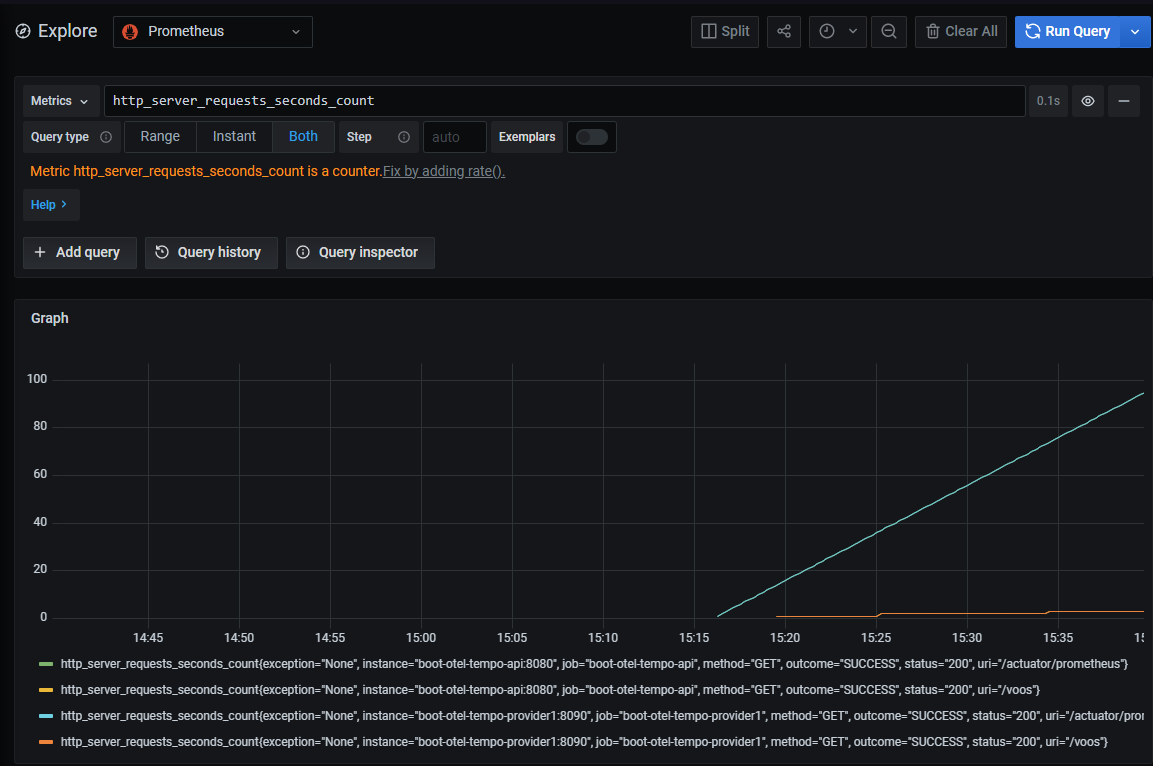 Explore Prometheus Split Clear All Run Query
Metrics http_server_requests_seconds_count 0.1s
Query type Range Instant Both Step auto Exemplars
Metric http_server_requests_seconds_count is a counter.Fix by adding rate().
Help
Add query Query history Query inspector
Graph
100
80
60
40
20
0
14:45 14:50 14:55 15:00 15:05 15:10 15:15 15:20 15:25 15:30 15:35 15
http_server_requests_seconds_count{exception="None", instance="boot-otel-tempo-api:8080", job="boot-otel-tempo-api", method="GET", outcome="SUCCESS", status="200", uri="/actuator/prometheus"}
http_server_requests_seconds_count{exception="None", instance="boot-otel-tempo-api:8080", job="boot-otel-tempo-api", method="GET", outcome="SUCCESS", status="200", uri="/voos"}
http_server_requests_seconds_count{exception="None", instance="boot-otel-tempo-provider1:8090", job="boot-otel-tempo-provider1", method="GET", outcome="SUCCESS", status="200", uri="/actuator/pro
http_server_requests_seconds_count{exception="None", instance="boot-otel-tempo-provider1:8090", job="boot-otel-tempo-provider1", method="GET", outcome="SUCCESS", status="200", uri="/voos"}